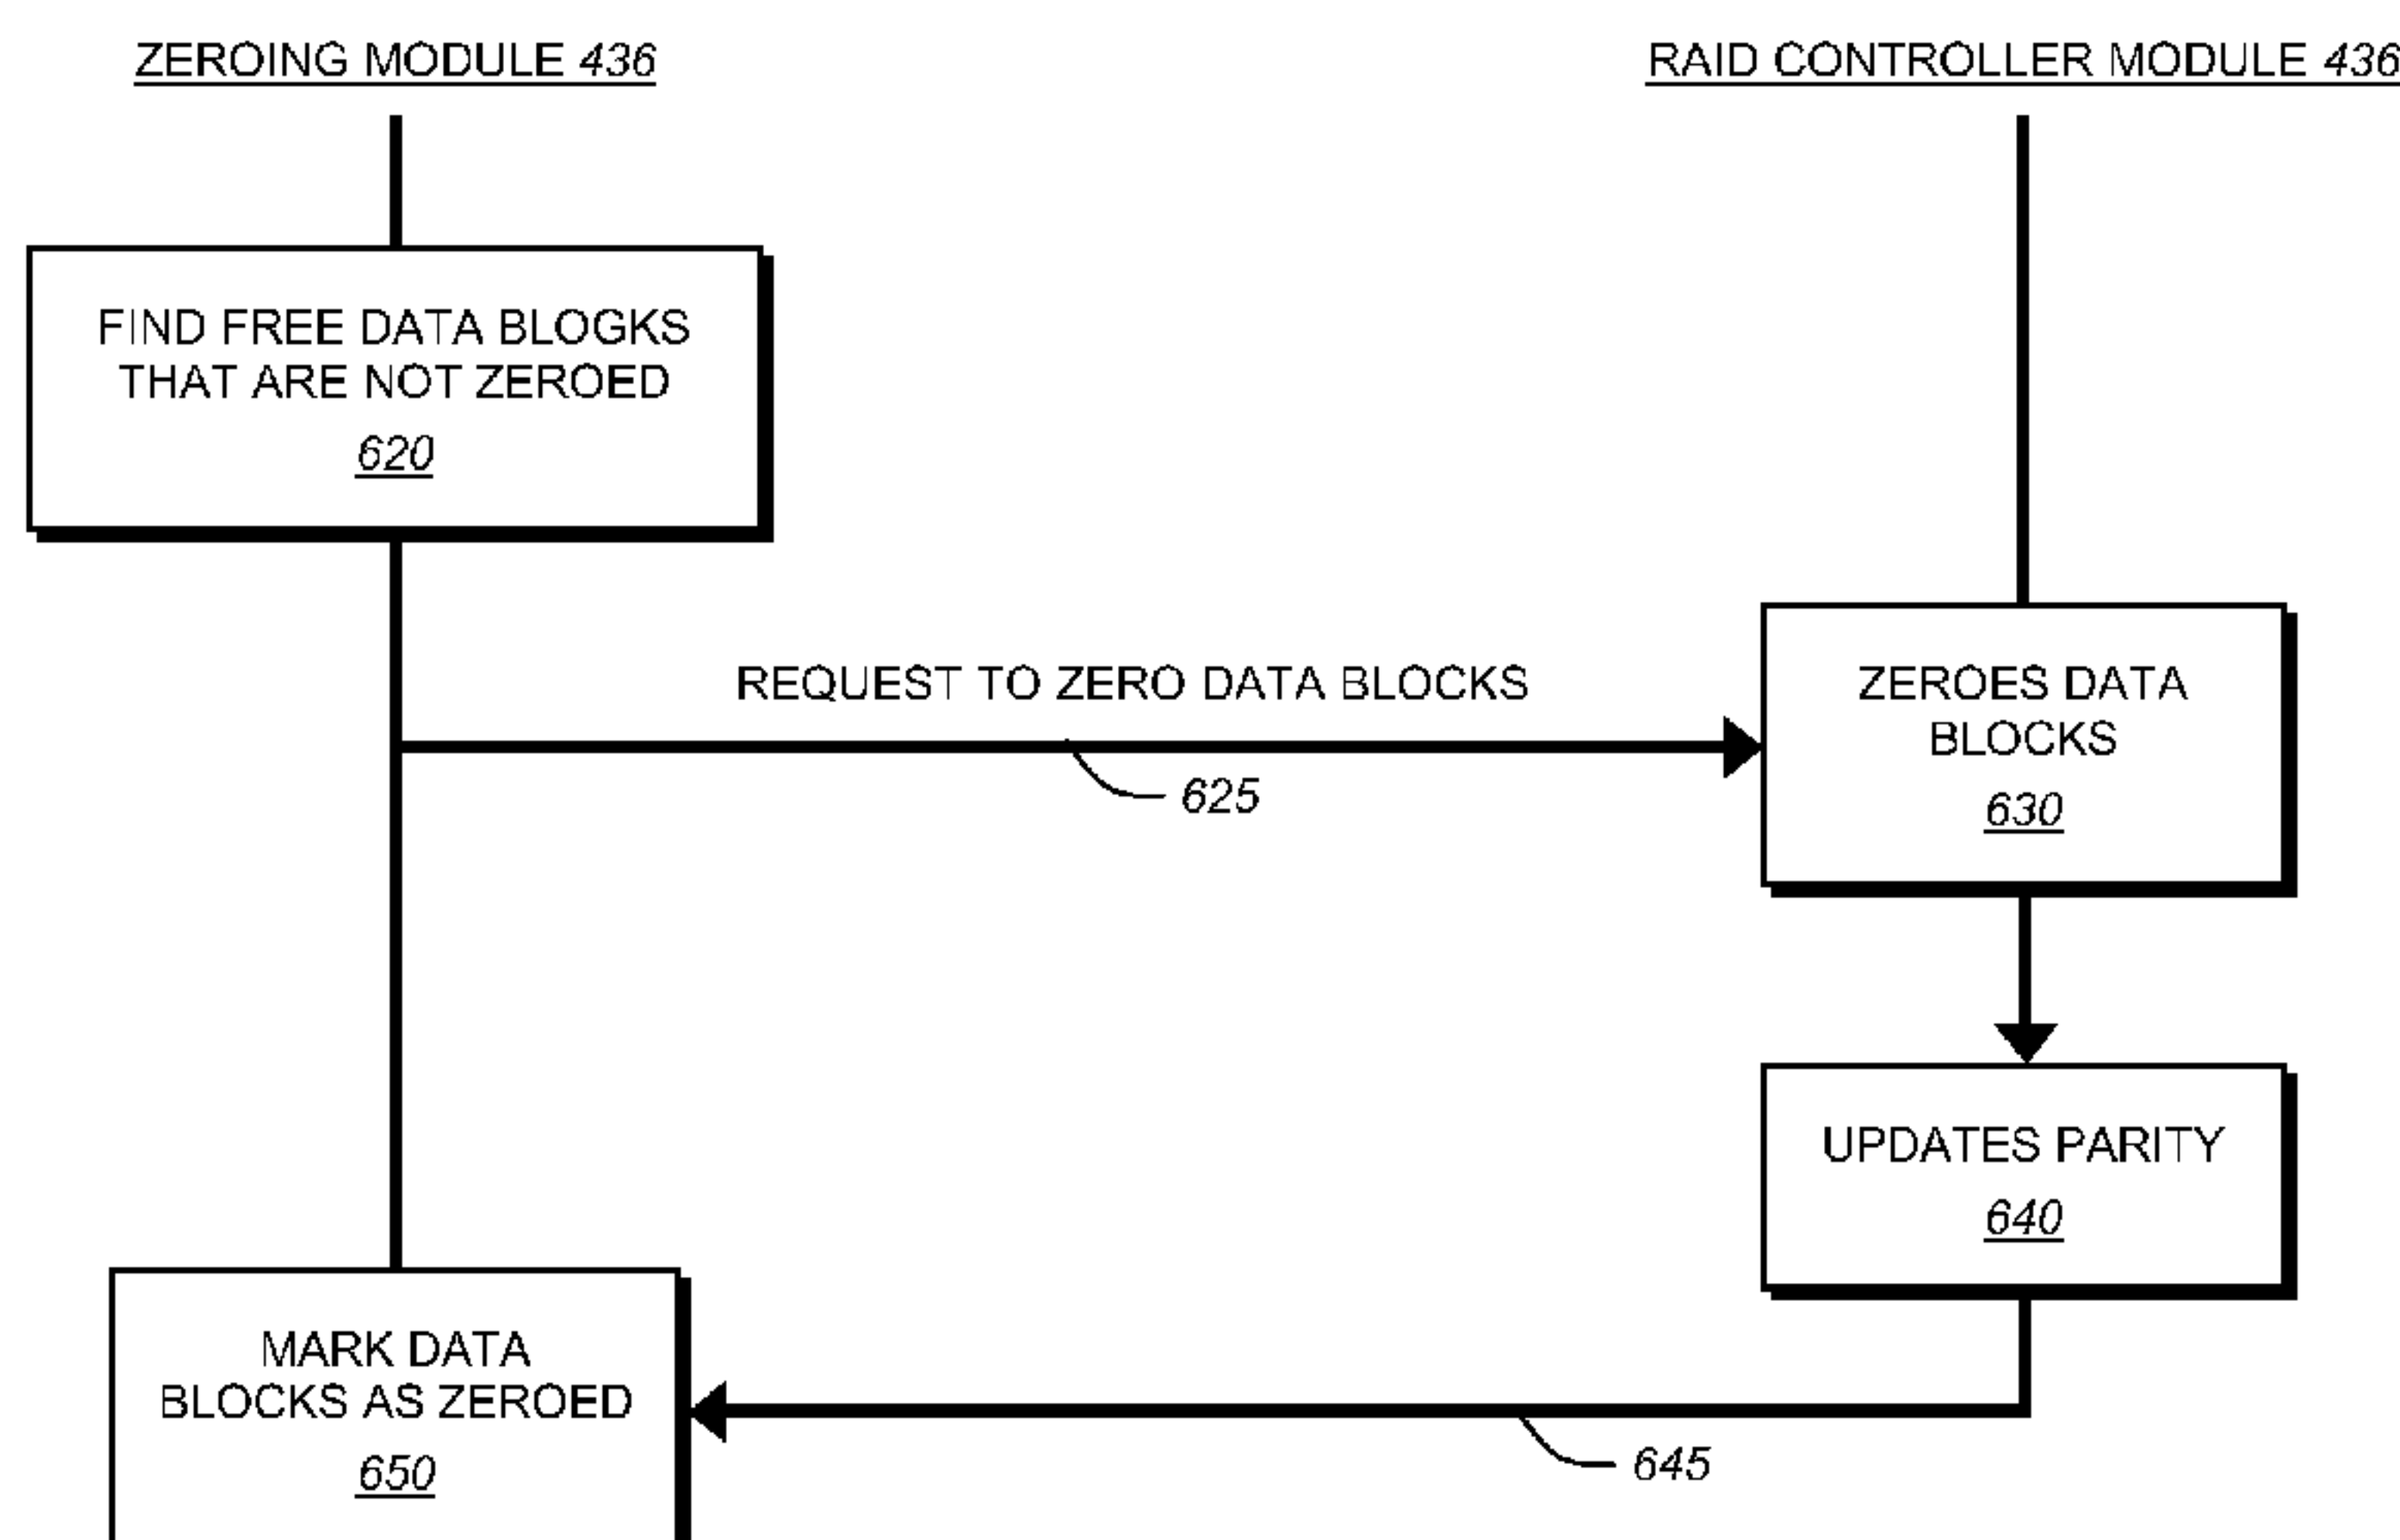 ZEROING MODULE 436
RAID CONTROLLER MODULE 436
FIND FREE DATA BLOGKS
THAT ARE NOT ZEROED
620
REQUEST TO ZERO DATA BLOCKS
625
ZEROES DATA
BLOCKS
630
UPDATES PARITY
640
MARK DATA
BLOCKS AS ZEROED
650
645